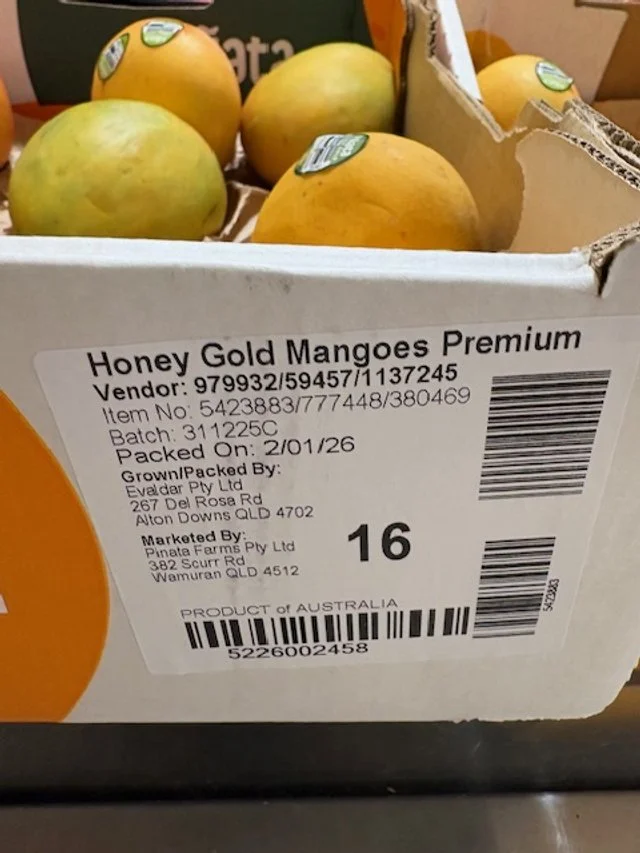 ñata
Honey Gold Mangoes Premium
Vendor: 979932/59457/1137245
Item No: 5423883/777448/380469
Batch: 311225C
Packed On: 2/01/26
Grown/Packed By:
Evaldar Pty Ltd
267 Del Rosa Rd
Alton Downs QLD 4702
16
Marketed By:
Pinata Farms Pty Ltd
382 Scurr Rd
Wamuran QLD 4512
5423883
PRODUCT of AUSTRALIA
5226002458